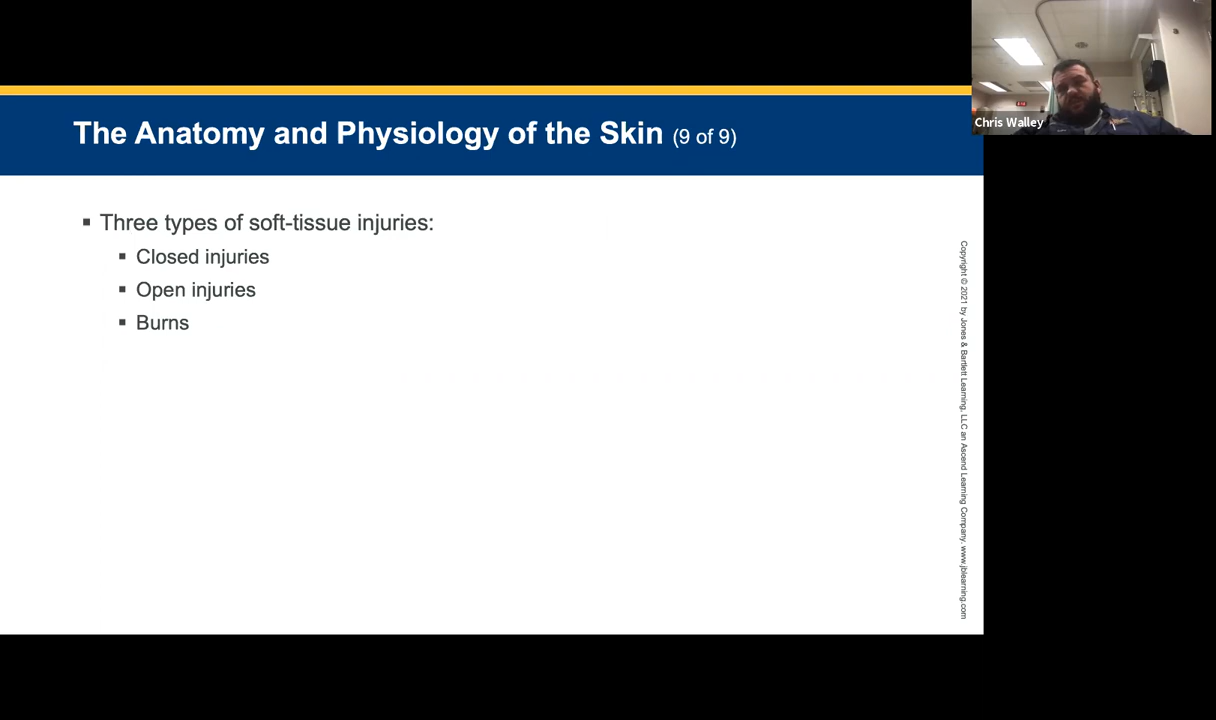 The Anatomy and Physiology of the Skin (9 of 9)
▪ Three types of soft-tissue injuries:
▪ Closed injuries
▪ Open injuries
▪ Burns
Copyright © 2021 by Jones & Bartlett Learning, LLC an Ascend Learning Company. www.jblearning.com
Chris Walley